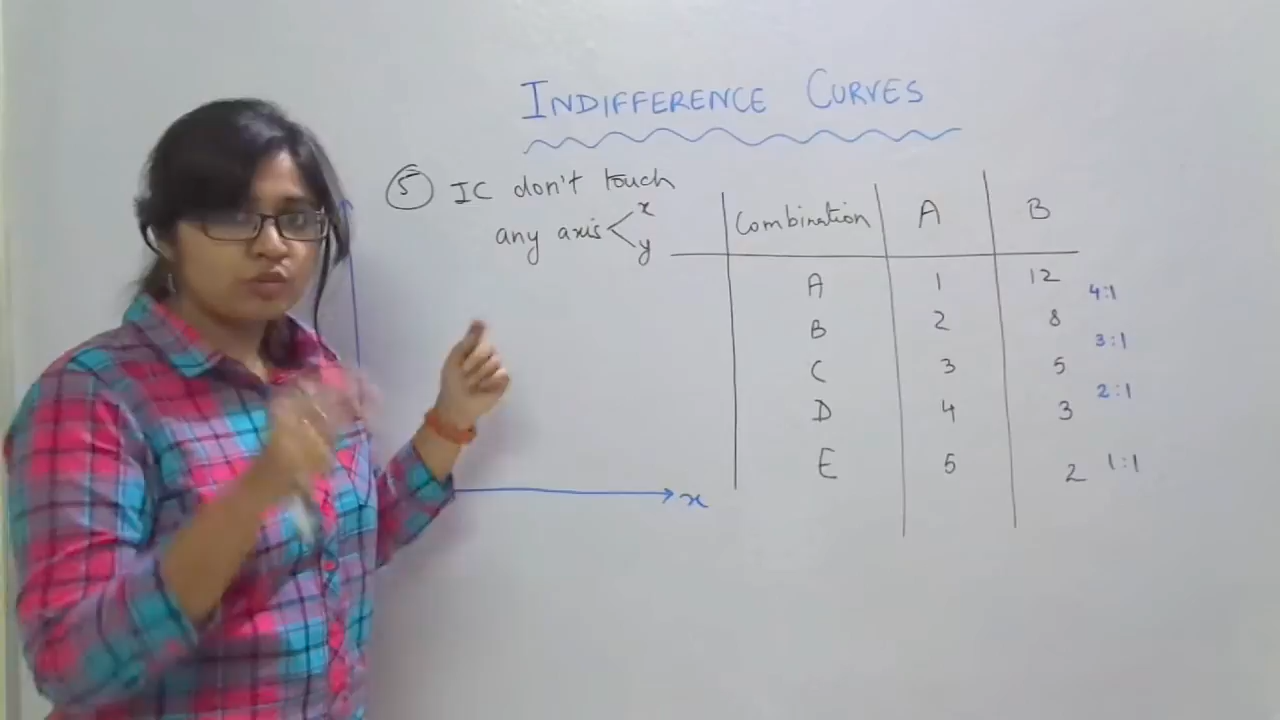 INDIFFERENCE CURVES
5 IC don't touch
any axis x
y
Combination A B
A 1 12
4:1
B 2 8
3:1
C 3 5
2:1
D 4 3
E 5 2 1:1
x